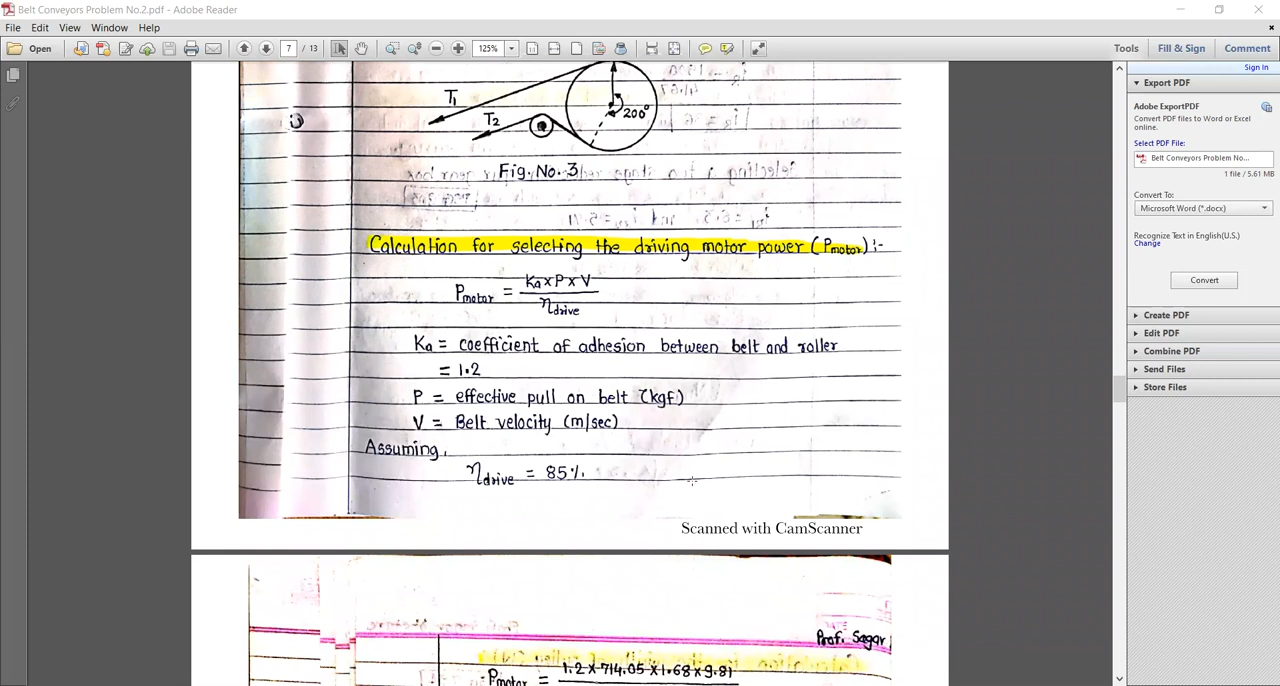 Belt Conveyors Problem No.2.pdf - Adobe Reader
File Edit View Window Help
Open 7 / 13 125% Tools Fill & Sign Comment
Sign In
Export PDF
Adobe ExportPDF
Convert PDF files to Word or Excel online.
Select PDF File:
Belt Conveyors Problem No...
1 file / 5.61 MB
Convert To:
Microsoft Word (*.docx)
Recognize Text in English(U.S.)
Change
Convert
Create PDF
Edit PDF
Combine PDF
Send Files
Store Files
T₁
T₂
200°
Fig. No. 3
Calculation for selecting the driving motor power (Pmotor) :-
Pmotor = Ka x P x V / ηdrive
Ka = coefficient of adhesion between belt and roller
= 1.2
P = effective pull on belt (kgf)
V = Belt velocity (m/sec)
Assuming,
ηdrive = 85%.
Scanned with CamScanner
Prof. Sagar
Pmotor = 1.2 x 714.05 x 1.68 x 9.81